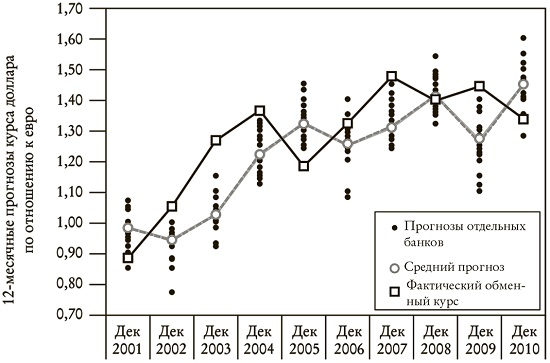 12-месячные прогнозы курса доллара
по отношению к евро
1,70
1,60
1,50
1,40
1,30
1,20
1,10
1,00
0,90
0,80
0,70
Прогнозы отдельных
банков
Средний прогноз
Фактический обмен-
ный курс
Дек Дек Дек Дек Дек Дек Дек Дек Дек Дек
2001 2002 2003 2004 2005 2006 2007 2008 2009 2010